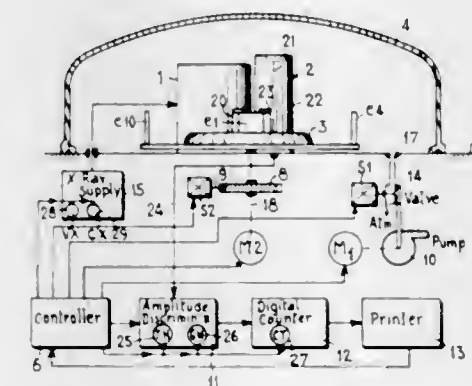 4
21
1
2
20
23
22
e1
3
e10
e4
17
X-Ray
Supply
15
24
9
8
S1
14
Valve
S2
18
Atm
28
VX CX 29
M2
M1
Pump
10
Controller
Amplitude
Digital
Counter
Printer
25
26
6
27
12
13
11